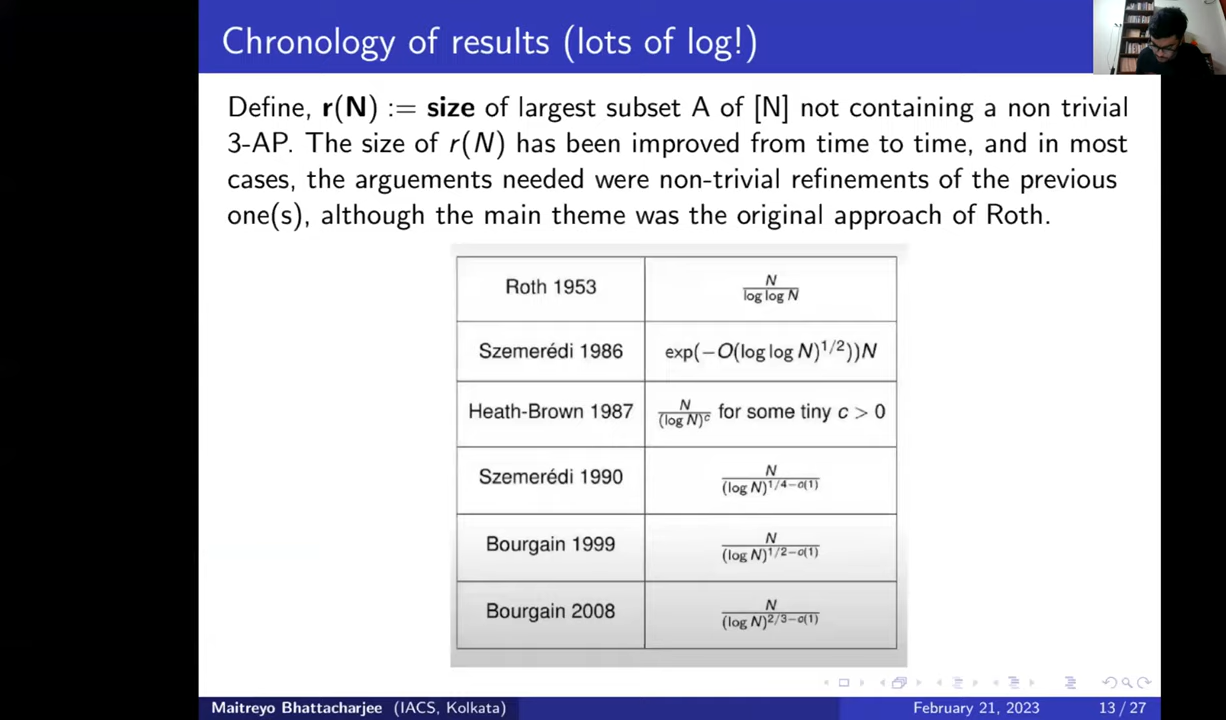 Chronology of results (lots of log!)
Define, r(N) := size of largest subset A of [N] not containing a non trivial
3-AP. The size of r(N) has been improved from time to time, and in most
cases, the arguements needed were non-trivial refinements of the previous
one(s), although the main theme was the original approach of Roth.
Roth 1953 N / log log N
Szemerédi 1986 exp(−O(log log N)^{1/2}))N
Heath-Brown 1987 N / (log N)^c for some tiny c > 0
Szemerédi 1990 N / (log N)^{1/4−o(1)}
Bourgain 1999 N / (log N)^{1/2−o(1)}
Bourgain 2008 N / (log N)^{2/3−o(1)}
Maitreyo Bhattacharjee (IACS, Kolkata) February 21, 2023 13 / 27